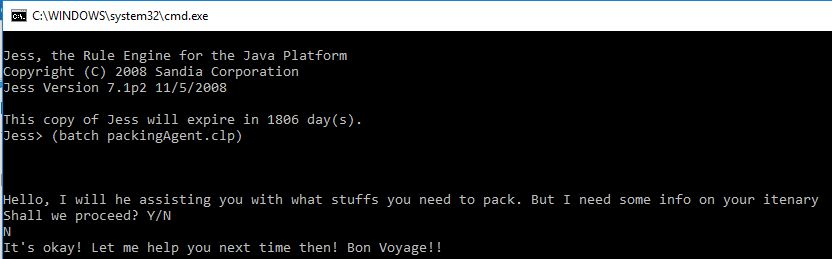 C:\WINDOWS\system32\cmd.exe
Jess, the Rule Engine for the Java Platform
Copyright (C) 2008 Sandia Corporation
Jess Version 7.1p2 11/5/2008
This copy of Jess will expire in 1806 day(s).
Jess> (batch packingAgent.clp)
Hello, I will he assisting you with what stuffs you need to pack. But I need some info on your itenary
Shall we proceed? Y/N
N
It's okay! Let me help you next time then! Bon Voyage!!